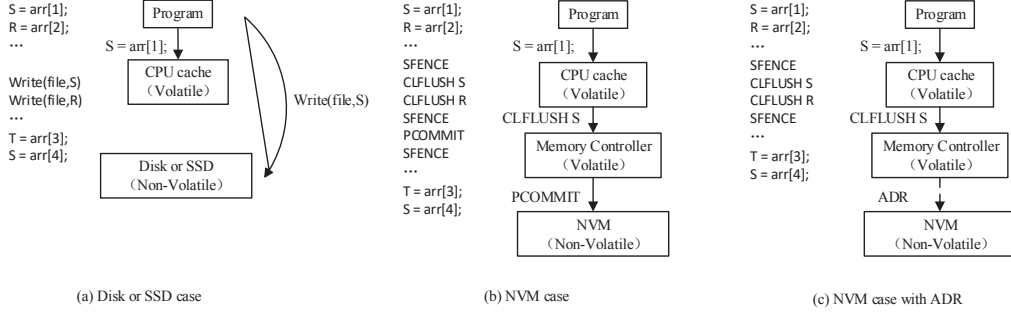 S = arr[1];
R = arr[2];
...
Write(file,S)
Write(file,R)
...
T = arr[3];
S = arr[4];
Program
S = arr[1];
CPU cache
(Volatile)
Write(file,S)
Disk or SSD
(Non-Volatile)
(a) Disk or SSD case
S = arr[1];
R = arr[2];
...
SFENCE
CLFLUSH S
CLFLUSH R
SFENCE
PCOMMIT
SFENCE
...
T = arr[3];
S = arr[4];
Program
S = arr[1];
CPU cache
(Volatile)
CLFLUSH S
Memory Controller
(Volatile)
PCOMMIT
NVM
(Non-Volatile)
(b) NVM case
S = arr[1];
R = arr[2];
...
SFENCE
CLFLUSH S
CLFLUSH R
SFENCE
...
T = arr[3];
S = arr[4];
Program
S = arr[1];
CPU cache
(Volatile)
CLFLUSH S
Memory Controller
(Volatile)
ADR
NVM
(Non-Volatile)
(c) NVM case with ADR